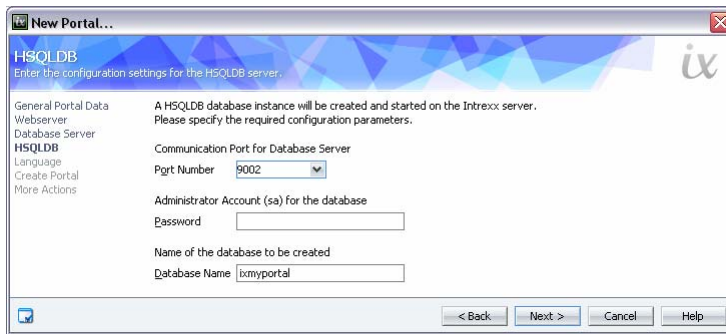 New Portal...
HSQLDB
Enter the configuration settings for the HSQLDB server.
ix
General Portal Data
Webserver
Database Server
HSQLDB
Language
Create Portal
More Actions
A HSQLDB database instance will be created and started on the Intrexx server.
Please specify the required configuration parameters.
Communication Port for Database Server
Port Number 9002
Administrator Account (sa) for the database
Password
Name of the database to be created
Database Name ixmyportal
< Back Next > Cancel Help